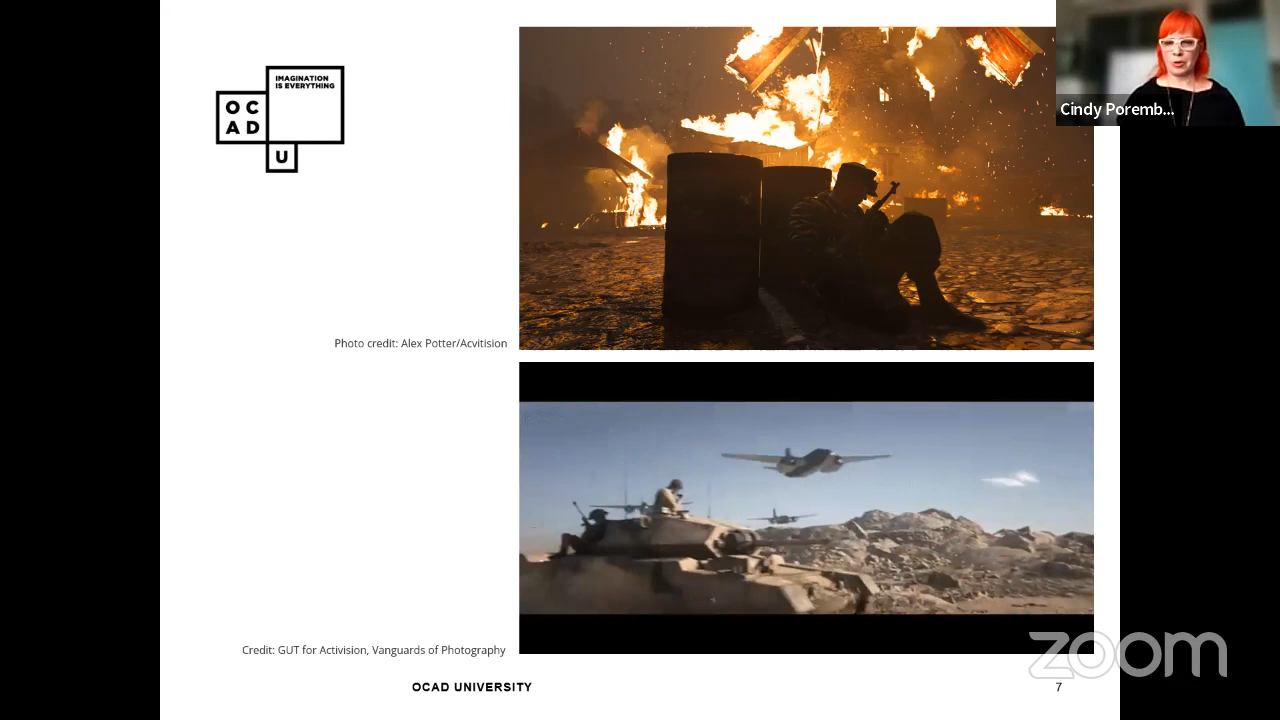 IMAGINATION
IS EVERYTHING
O C
A D
U
Cindy Poremb...
Photo credit: Alex Potter/Acvitision
Credit: GUT for Activision, Vanguards of Photography
OCAD UNIVERSITY
7
zoom